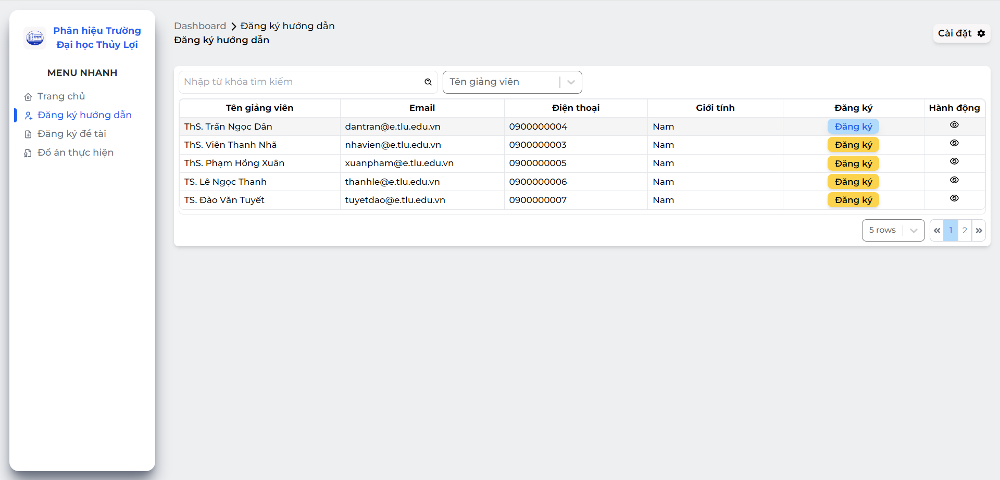 Phân hiệu Trường
Đại học Thủy Lợi
MENU NHANH
Trang chủ
Đăng ký hướng dẫn
Đăng ký đề tài
Đồ án thực hiện
Dashboard Đăng ký hướng dẫn
Đăng ký hướng dẫn
Cài đặt
Nhập từ khóa tìm kiếm
Tên giảng viên
Tên giảng viên Email Điện thoại Giới tính Đăng ký Hành động
ThS. Trần Ngọc Dân dantran@e.tlu.edu.vn 0900000004 Nam Đăng ký
ThS. Viên Thanh Nhã nhavien@e.tlu.edu.vn 0900000003 Nam Đăng ký
ThS. Phạm Hồng Xuân xuanpham@e.tlu.edu.vn 0900000005 Nam Đăng ký
TS. Lê Ngọc Thanh thanhle@e.tlu.edu.vn 0900000006 Nam Đăng ký
TS. Đào Văn Tuyết tuyetdao@e.tlu.edu.vn 0900000007 Nam Đăng ký
5 rows « 1 2 »